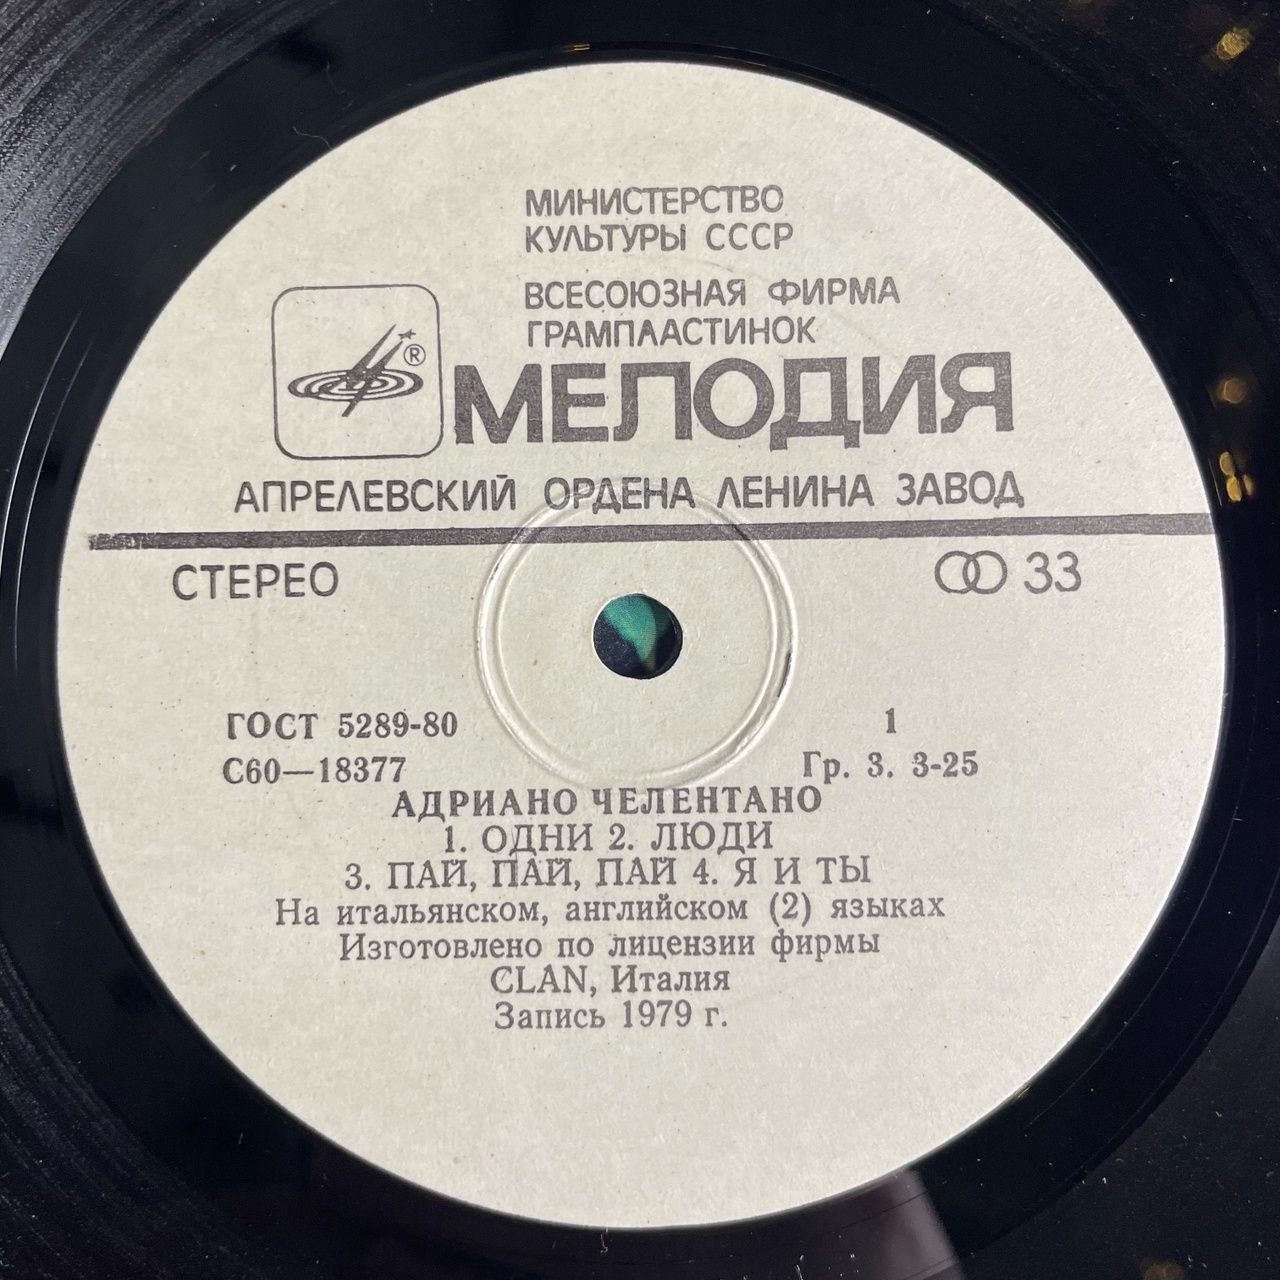 МИНИСТЕРСТВО
КУЛЬТУРЫ СССР
ВСЕСОЮЗНАЯ ФИРМА
ГРАМПЛАСТИНОК
®
МЕЛОДИЯ
АПРЕЛЕВСКИЙ ОРДЕНА ЛЕНИНА ЗАВОД
СТЕРЕО 33
ГОСТ 5289-80 1
С60—18377 Гр. 3. 3-25
АДРИАНО ЧЕЛЕНТАНО
1. ОДНИ 2. ЛЮДИ
3. ПАЙ, ПАЙ, ПАЙ 4. Я И ТЫ
На итальянском, английском (2) языках
Изготовлено по лицензии фирмы
CLAN, Италия
Запись 1979 г.